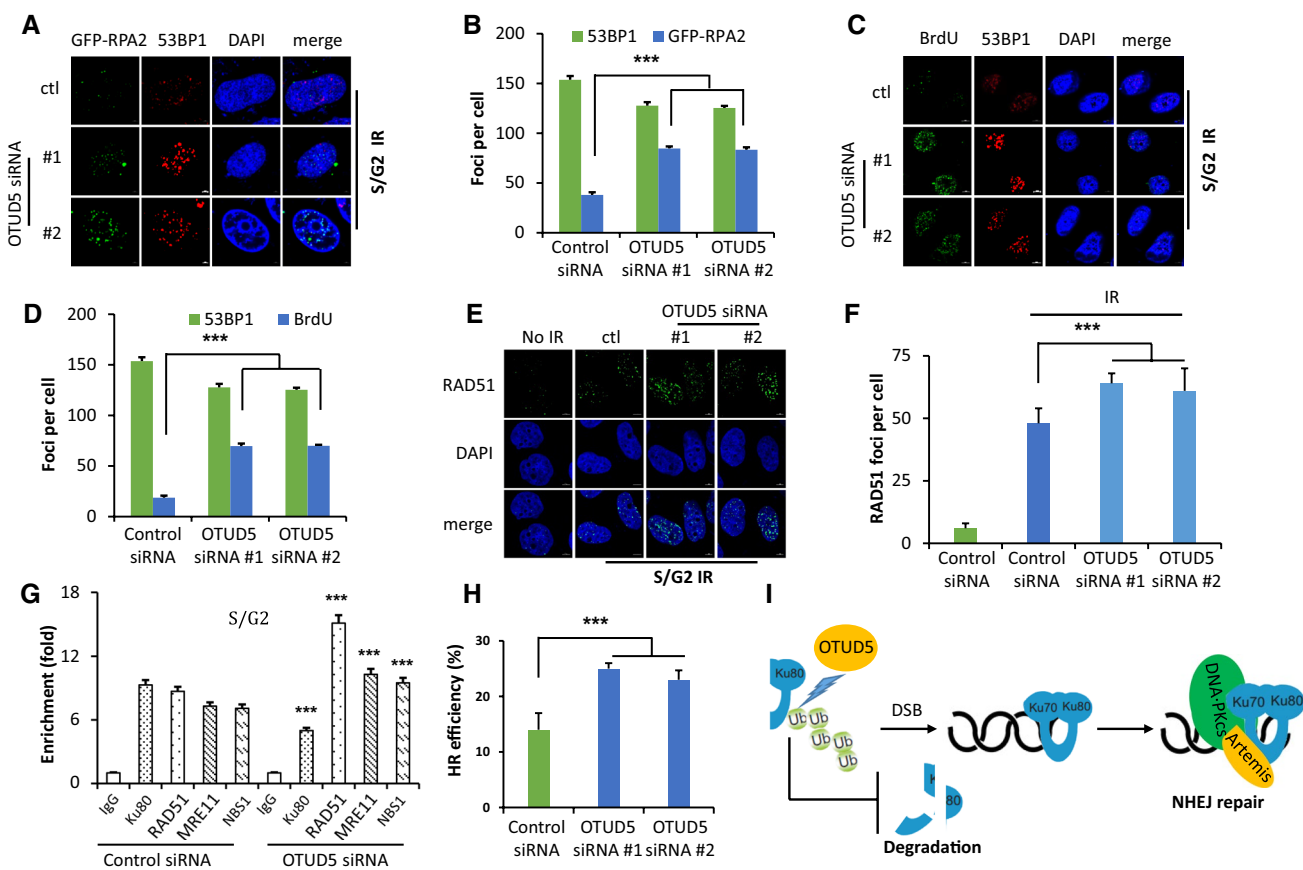 A
GFP-RPA2 53BP1 DAPI merge
ctl
#1
#2
OTUD5 siRNA
S/G2 IR
B
53BP1 GFP-RPA2
***
200
150
100
50
0
Foci per cell
Control siRNA
OTUD5 siRNA #1
OTUD5 siRNA #2
C
BrdU 53BP1 DAPI merge
ctl
#1
#2
OTUD5 siRNA
S/G2 IR
D
53BP1 BrdU
***
200
150
100
50
0
Foci per cell
Control siRNA
OTUD5 siRNA #1
OTUD5 siRNA #2
E
OTUD5 siRNA
No IR ctl #1 #2
RAD51
DAPI
merge
S/G2 IR
F
IR
***
75
50
25
0
RAD51 foci per cell
Control siRNA
Control siRNA
OTUD5 siRNA #1
OTUD5 siRNA #2
G
S/G2
18
12
6
0
Enrichment (fold)
***
***
***
***
IgG Ku80 RAD51 MRE11 NBS1 IgG Ku80 RAD51 MRE11 NBS1
Control siRNA OTUD5 siRNA
H
***
30
20
10
0
HR efficiency (%)
Control siRNA
OTUD5 siRNA #1
OTUD5 siRNA #2
I
OTUD5
Ku80
Ub Ub
Ub Ub
Ub
DSB
Ku70 Ku80
DNA-PKcs
Ku70 Ku80
Artemis
NHEJ repair
80
Degradation